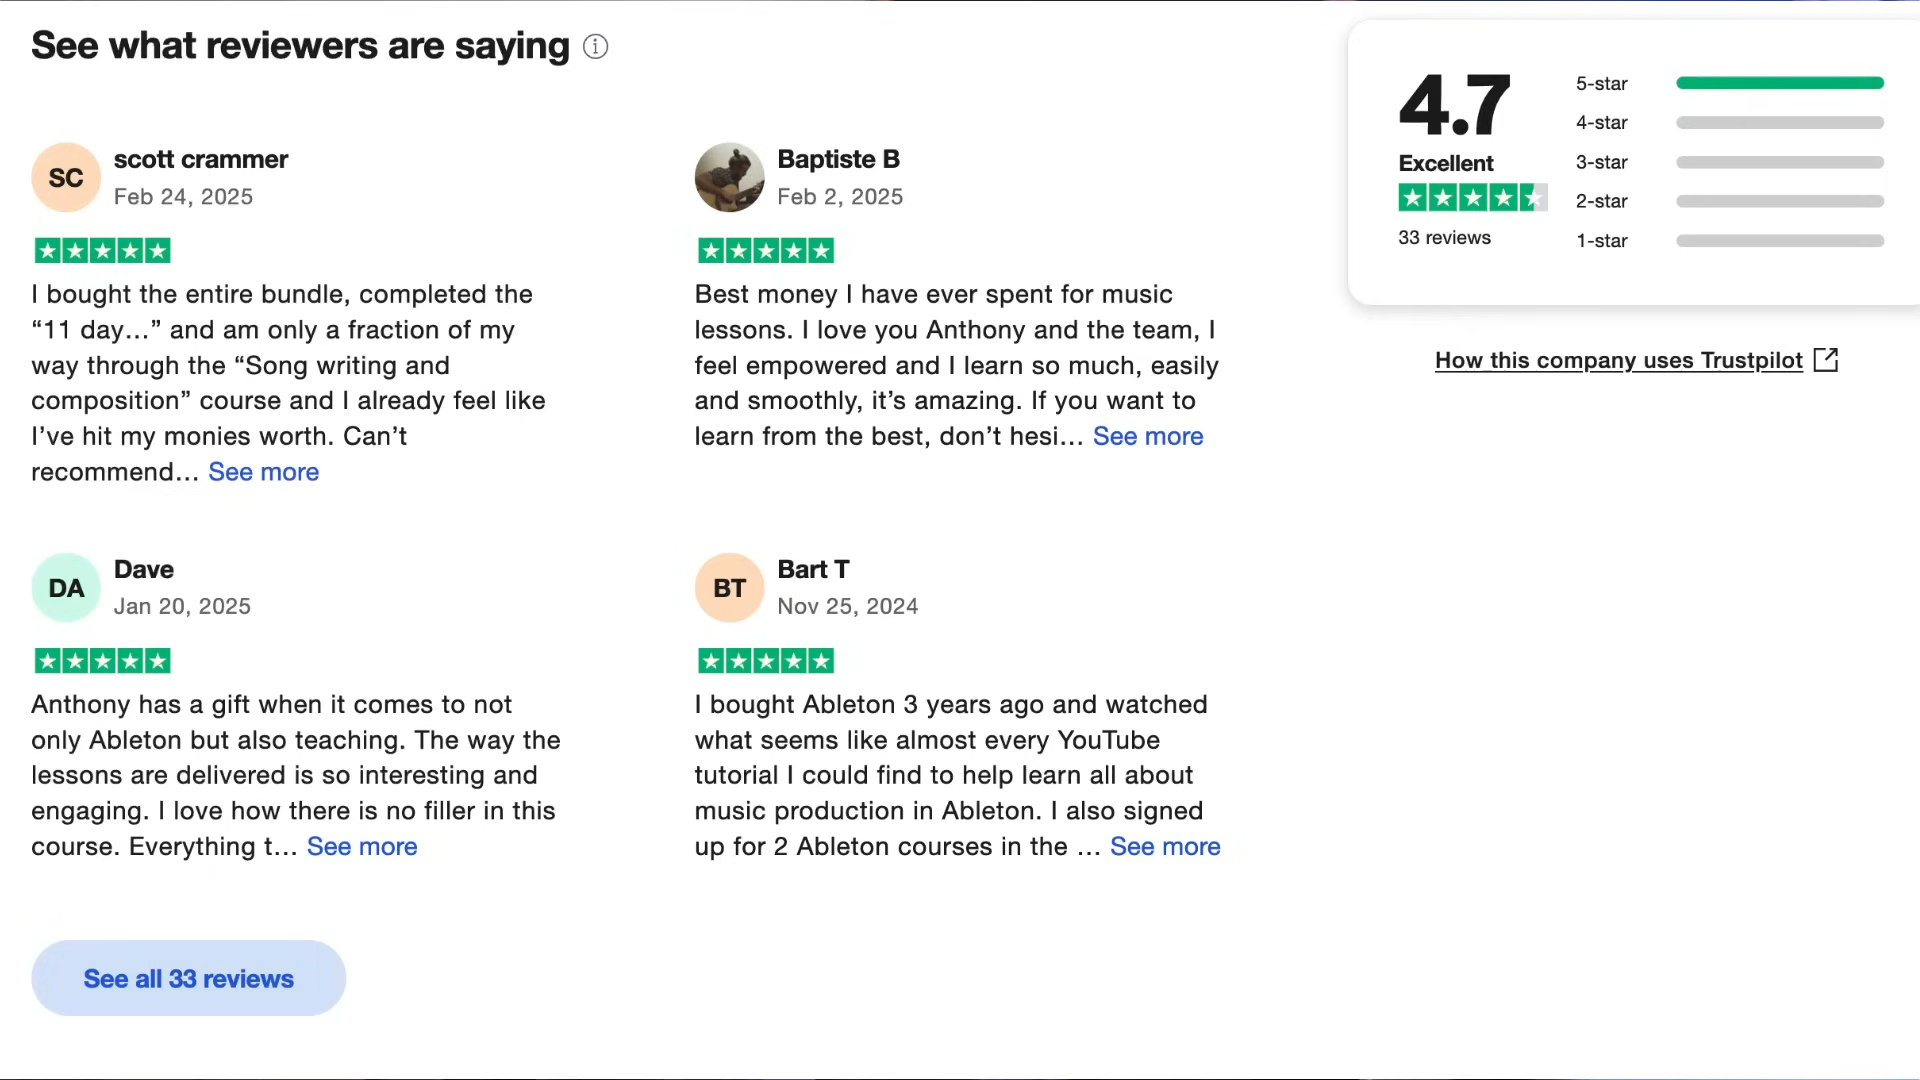 See what reviewers are saying
SC
scott crammer
Feb 24, 2025
I bought the entire bundle, completed the
“11 day…” and am only a fraction of my
way through the “Song writing and
composition” course and I already feel like
I’ve hit my monies worth. Can’t
recommend… See more
Baptiste B
Feb 2, 2025
Best money I have ever spent for music
lessons. I love you Anthony and the team, I
feel empowered and I learn so much, easily
and smoothly, it’s amazing. If you want to
learn from the best, don’t hesi… See more
DA
Dave
Jan 20, 2025
Anthony has a gift when it comes to not
only Ableton but also teaching. The way the
lessons are delivered is so interesting and
engaging. I love how there is no filler in this
course. Everything t… See more
BT
Bart T
Nov 25, 2024
I bought Ableton 3 years ago and watched
what seems like almost every YouTube
tutorial I could find to help learn all about
music production in Ableton. I also signed
up for 2 Ableton courses in the … See more
See all 33 reviews
4.7
Excellent
33 reviews
5-star
4-star
3-star
2-star
1-star
How this company uses Trustpilot